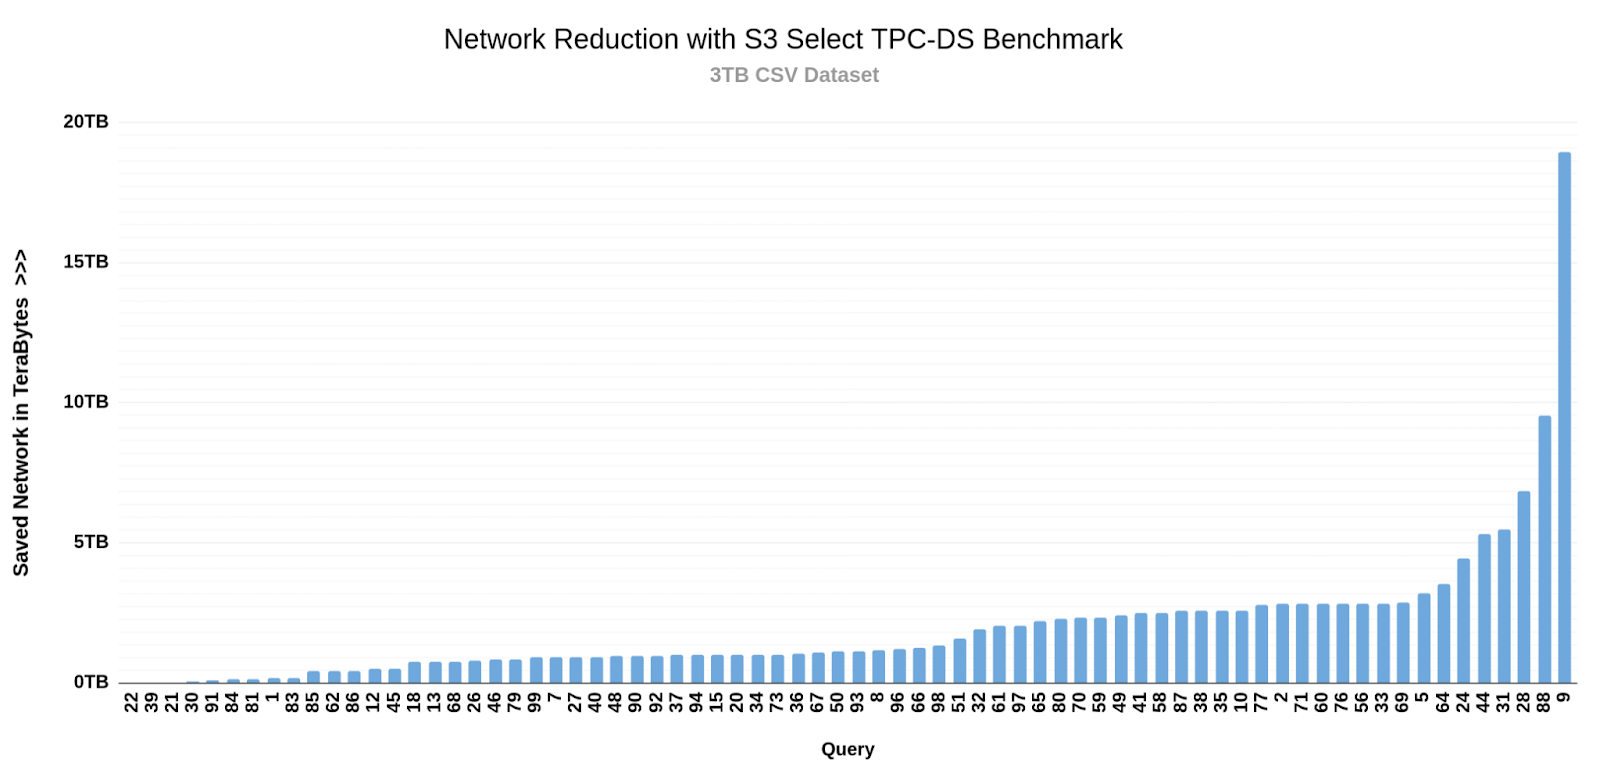 Network Reduction with S3 Select TPC-DS Benchmark
3TB CSV Dataset
20TB
15TB
10TB
5TB
0TB
Saved Network in TeraBytes >>>
22 39 21 30 91 84 81 1 83 85 62 86 12 45 18 13 68 26 46 79 99 7 27 40 48 90 92 37 94 15 20 34 73 36 67 50 93 8 96 66 98 51 32 61 97 65 80 70 59 49 41 58 87 38 35 10 77 2 71 60 76 56 33 69 5 64 24 44 31 28 88 9
Query